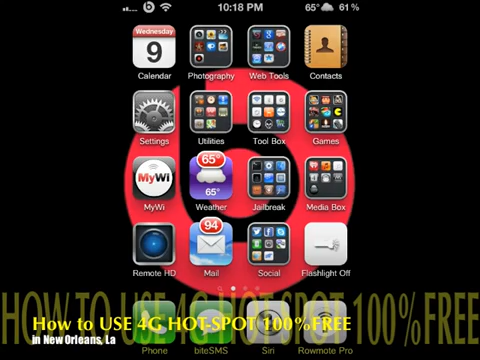 10:18 PM
65°
61 %
Wednesday
9
Calendar
Photography
Web Tools
Contacts
Settings
Utilities
Tool Box
Games
MyWi
65°
65°
MyWi
Weather
Jailbreak
Media Box
94
Remote HD
Mail
Social
Flashlight Off
HOW TO USE 4G HOT-SPOT 100%FREE
How to USE 4G HOT-SPOT 100%FREE
in New Orleans, La
Phone
biteSMS
Siri
Rowmote Pro